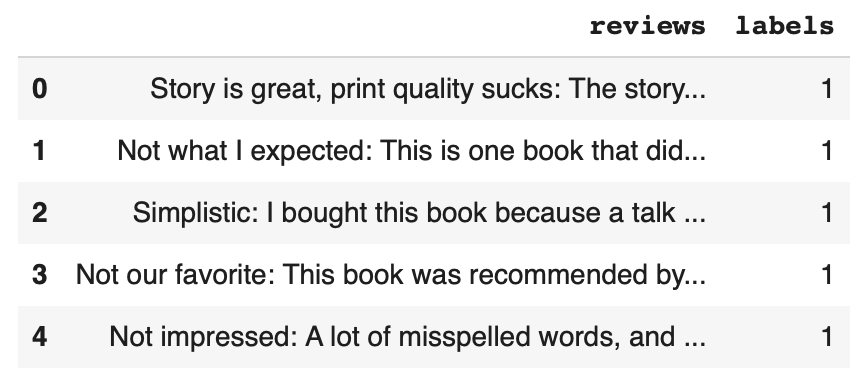 reviews labels
0 Story is great, print quality sucks: The story... 1
1 Not what I expected: This is one book that did... 1
2 Simplistic: I bought this book because a talk ... 1
3 Not our favorite: This book was recommended by... 1
4 Not impressed: A lot of misspelled words, and ... 1